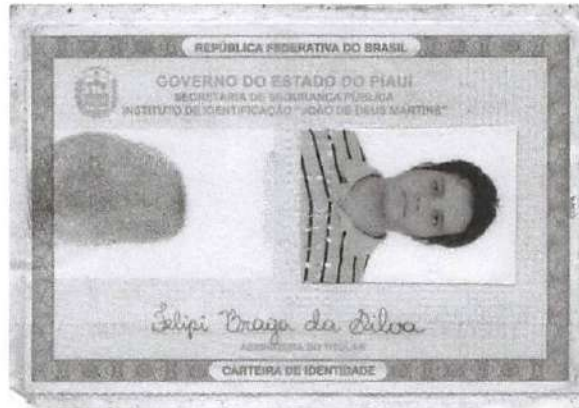 REPÚBLICA FEDERATIVA DO BRASIL
GOVERNO DO ESTADO DO PIAUÍ
SECRETARIA DE SEGURANÇA PÚBLICA
INSTITUTO DE IDENTIFICAÇÃO "JOÃO DE DEUS MARTINS"
Felipi Braga da Silva
ASSINATURA DO TITULAR
CARTEIRA DE IDENTIDADE